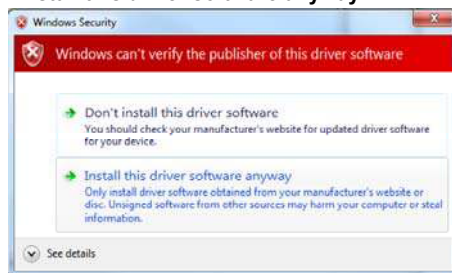 Windows Security
Windows can't verify the publisher of this driver software
Don't install this driver software
You should check your manufacturer's website for updated driver software
for your device.
Install this driver software anyway
Only install driver software obtained from your manufacturer's website or
disc. Unsigned software from other sources may harm your computer or steal
information.
See details